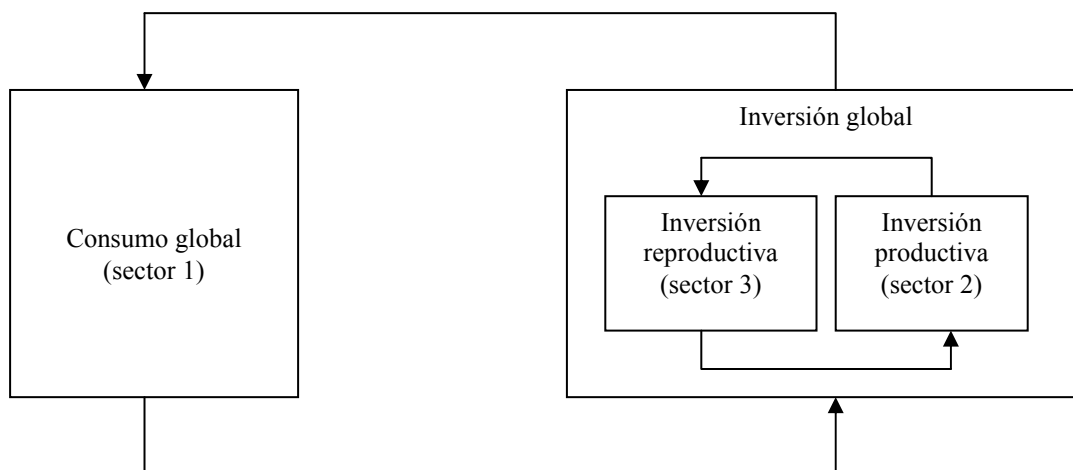 Inversión global
Consumo global
(sector 1)
Inversión
reproductiva
(sector 3)
Inversión
productiva
(sector 2)